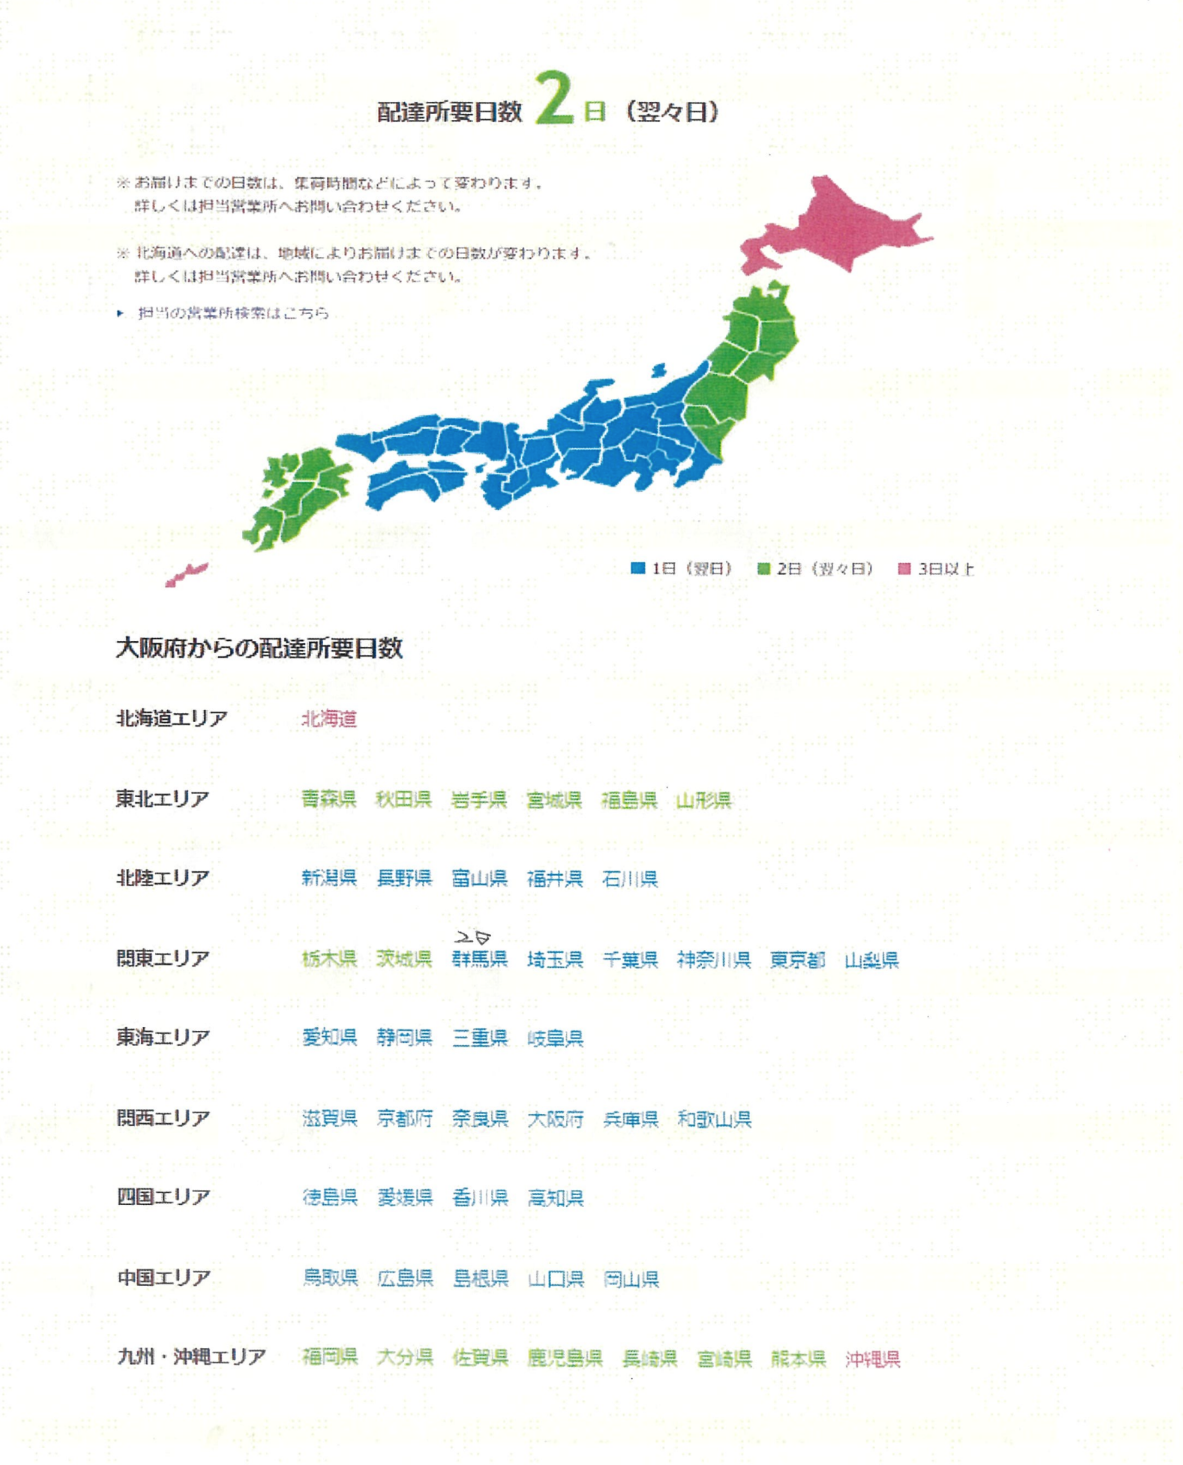 配達所要日数 2日（翌々日）
※ お届けまでの日数は、集荷時間などによって変わります。
詳しくは担当営業所へお問い合わせください。
※ 北海道への配達は、地域によりお届けまでの日数が変わります。
詳しくは担当営業所へお問い合わせください。
▶ 担当の営業所検索はこちら
1日（翌日） 2日（翌々日） 3日以上
大阪府からの配達所要日数
北海道エリア 北海道
東北エリア 青森県 秋田県 岩手県 宮城県 福島県 山形県
北陸エリア 新潟県 長野県 富山県 福井県 石川県
2日
関東エリア 栃木県 茨城県 群馬県 埼玉県 千葉県 神奈川県 東京都 山梨県
東海エリア 愛知県 静岡県 三重県 岐阜県
関西エリア 滋賀県 京都府 奈良県 大阪府 兵庫県 和歌山県
四国エリア 徳島県 愛媛県 香川県 高知県
中国エリア 鳥取県 広島県 島根県 山口県 岡山県
九州・沖縄エリア 福岡県 大分県 佐賀県 鹿児島県 長崎県 宮崎県 熊本県 沖縄県